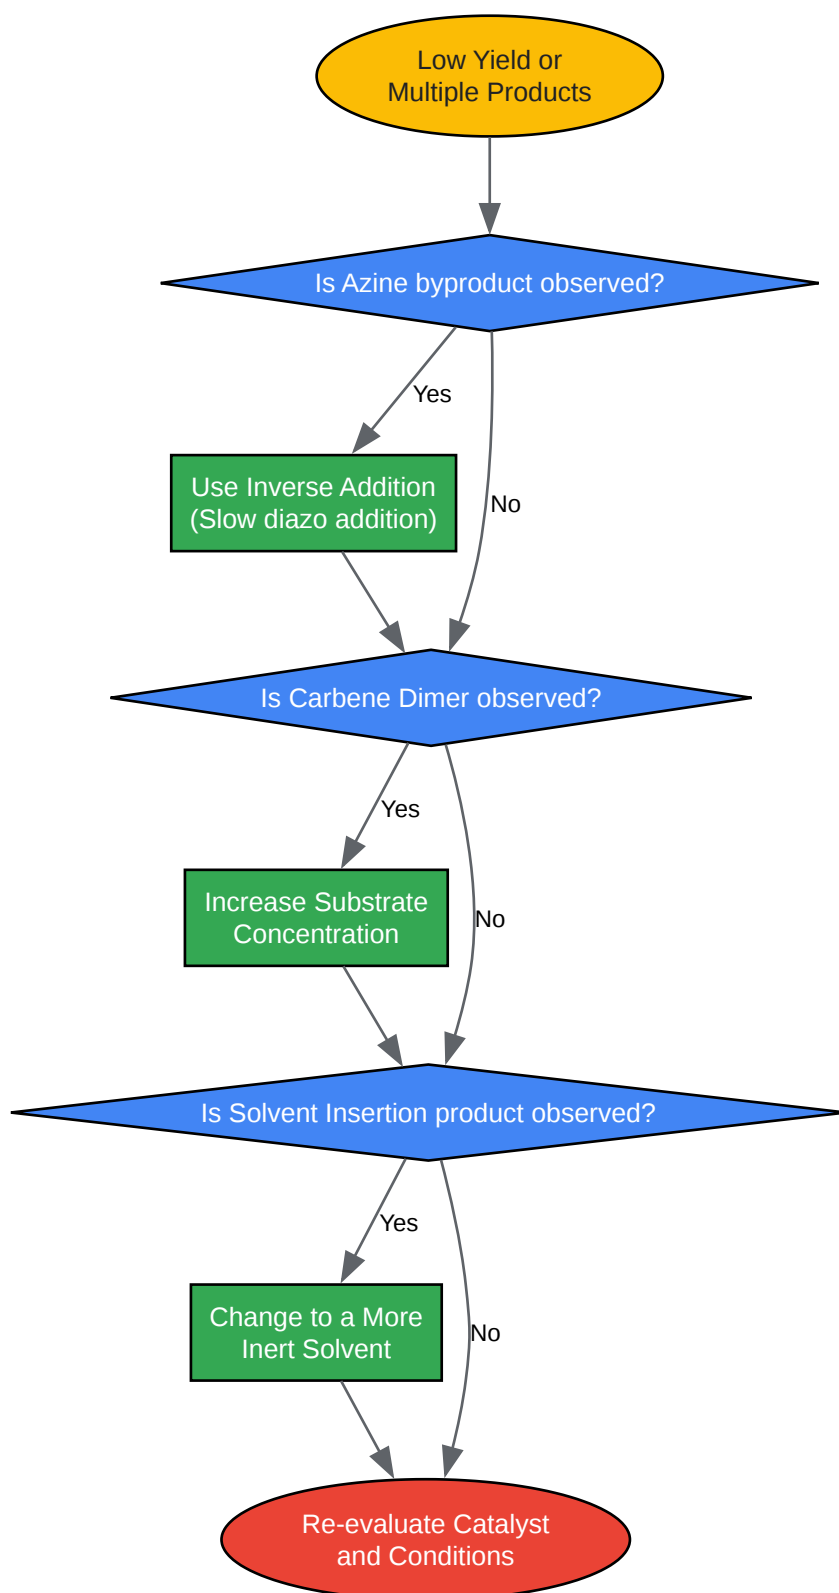 Low Yield or
Multiple Products
Is Azine byproduct observed?
Yes
Use Inverse Addition
(Slow diazo addition)
No
Is Carbene Dimer observed?
Yes
Increase Substrate
Concentration
No
Is Solvent Insertion product observed?
Yes
Change to a More
Inert Solvent
No
Re-evaluate Catalyst
and Conditions